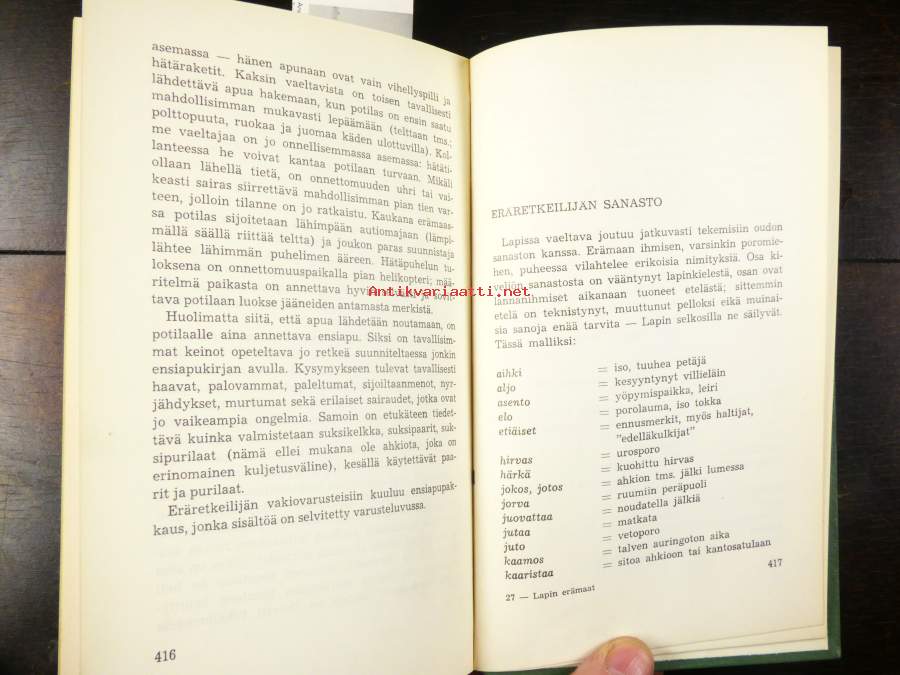 asemassa — hänen apunaan ovat vain vihellyspilli ja
hätäraketit. Kaksin vaeltavista on toisen tavallisesti
lähdettävä apua hakemaan, kun potilas on ensin saatu
mahdollisimman mukavasti lepäämään (telttaan tms.;
polttopuuta, ruokaa ja juomaa käden ulottuvilla). Kol-
me vaeltajaa on jo onnellisemmassa asemassa: hätäti-
lanteessa he voivat kantaa potilaan turvaan. Mikäli
ollaan lähellä tietä, on onnettomuuden uhri tai vai-
keasti sairas siirrettävä mahdollisimman pian tien var-
teen, jolloin tilanne on jo ratkaistu. Kaukana erämaas-
sa potilas sijoitetaan lähimpään autiomajaan (lämpi-
mällä säällä riittää teltta) ja joukon paras suunnistaja
lähtee lähimmän puhelimen ääreen. Hätäpuhelun tu-
loksena on onnettomuuspaikalla pian helikopteri; mää-
ritelmä paikasta on annettava hyvin ja sovit-
tava potilaan luokse jääneiden antamasta merkistä.
Huolimatta siitä, että apua lähdetään noutamaan, on
potilaalle aina annettava ensiapu. Siksi on tavallisim-
mat keinot opeteltava jo retkeä suunniteltaessa jonkin
ensiapukirjan avulla. Kysymykseen tulevat tavallisesti
haavat, palovammat, paleltumat, sijoiltaanmenot, nyr-
jähdykset, murtumat sekä erilaiset sairaudet, jotka ovat
jo vaikeampia ongelmia. Samoin on etukäteen tiedet-
tävä kuinka valmistetaan suksikelkka, suksipaarit, suk-
sipurilaat (nämä ellei mukana ole ahkiota, joka on
erinomainen kuljetusväline), kesällä käytettävät paa-
rit ja purilaat.
Eräretkeilijän vakiovarusteisiin kuuluu ensiapupak-
kaus, jonka sisältöä on selvitetty varusteluvussa.
416
Antikvariaatti.net
ERÄRETKEILIJÄN SANASTO
Lapissa vaeltava joutuu jatkuvasti tekemisiin oudon
sanaston kanssa. Erämaan ihmisen, varsinkin poromie-
hen, puheessa vilahtelee erikoisia nimityksiä. Osa ki-
veliön sanastosta on vääntynyt lapinkielestä, osan ovat
lannanihmiset aikanaan tuoneet etelästä; sittemmin
etelä on teknistynyt, muuttunut pelloksi eikä muinai-
sia sanoja enää tarvita — Lapin selkosilla ne säilyvät.
Tässä malliksi:
aihki = iso, tuuhea petäjä
aljo = kesyyntynyt villieläin
asento = yöpymispaikka, leiri
elo = porolauma, iso tokka
etiäiset = ennusmerkit, myös haltijat,
"edelläkulkijat"
hirvas = urosporo
härkä = kuohittu hirvas
jokos, jotos = ahkion tms. jälki lumessa
jorva = ruumiin peräpuoli
juovattaa = noudatella jälkiä
jutaa = matkata
juto = vetoporo
kaamos = talven auringoton aika
kaaristaa = sitoa ahkioon tai kantosatulaan
27 — Lapin erämaat
417